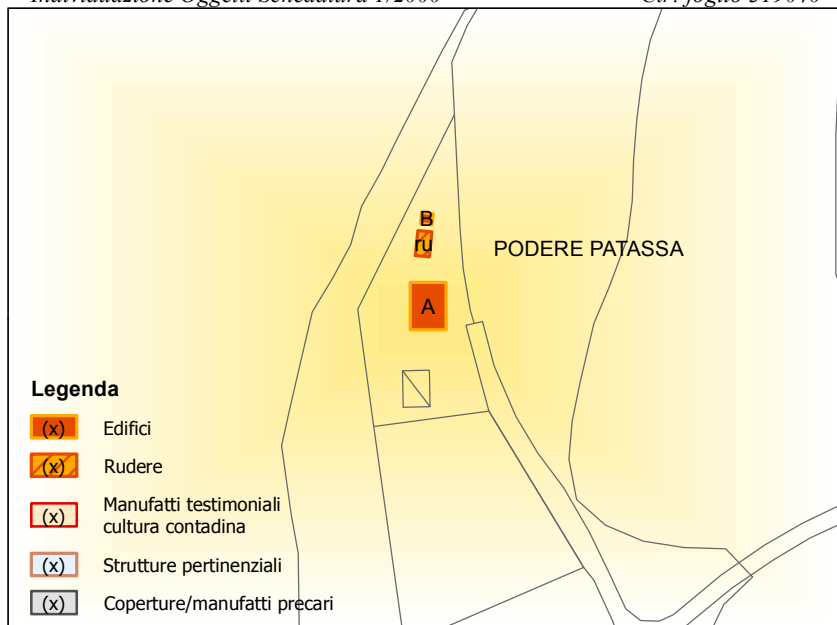 Individuazione Oggetti Schedatura 1/2000 Ctr. foglio 319040
B
ru
PODERE PATASSA
A
Legenda
(x) Edifici
(x) Rudere
(x) Manufatti testimoniali
cultura contadina
(x) Strutture pertinenziali
(x) Coperture/manufatti precari